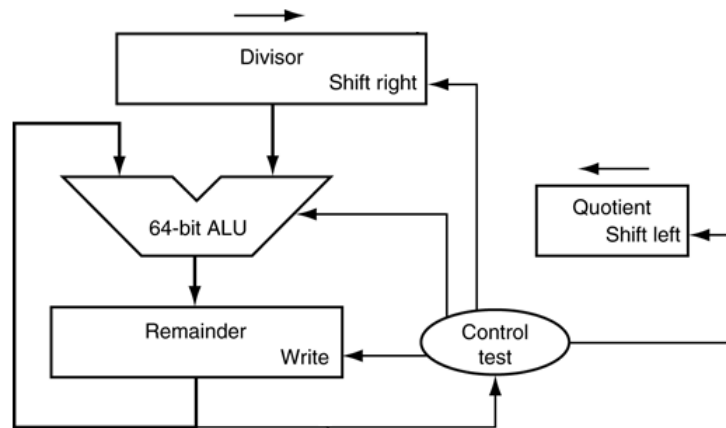 Divisor
Shift right
64-bit ALU
Quotient
Shift left
Remainder
Write
Control
test